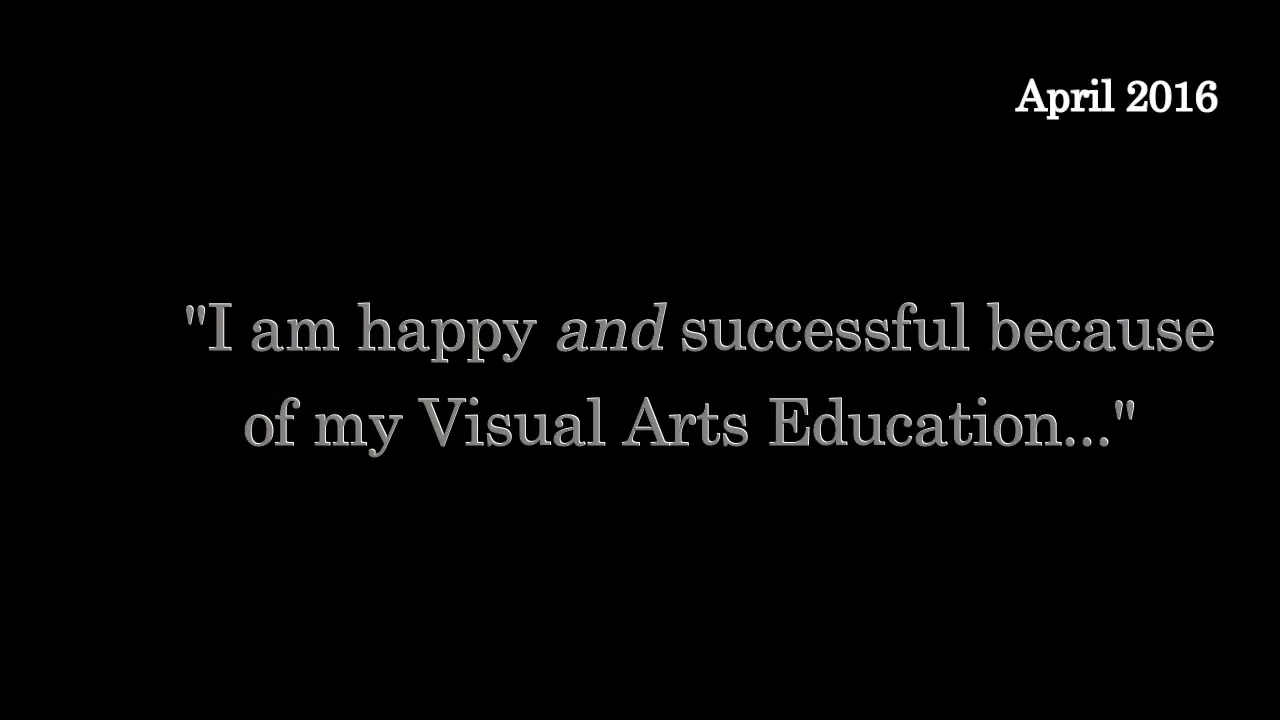 April 2016
"I am happy and successful because
of my Visual Arts Education..."